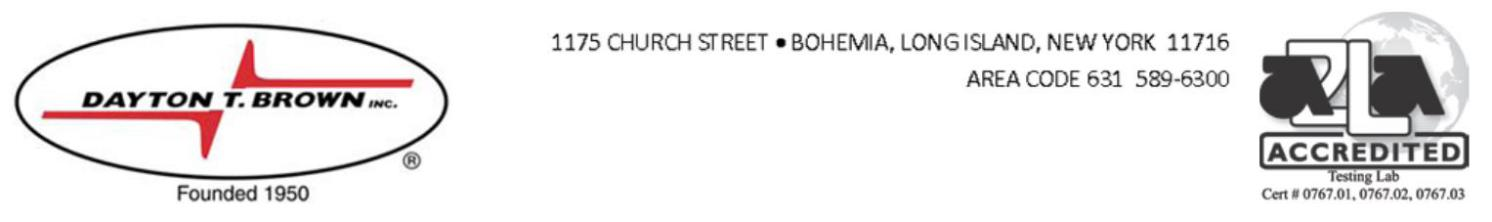 DAYTON T. BROWN INC.
®
Founded 1950
1175 CHURCH STREET • BOHEMIA, LONG ISLAND, NEW YORK 11716
AREA CODE 631 589-6300
a2La
ACCREDITED
Testing Lab
Cert # 0767.01, 0767.02, 0767.03